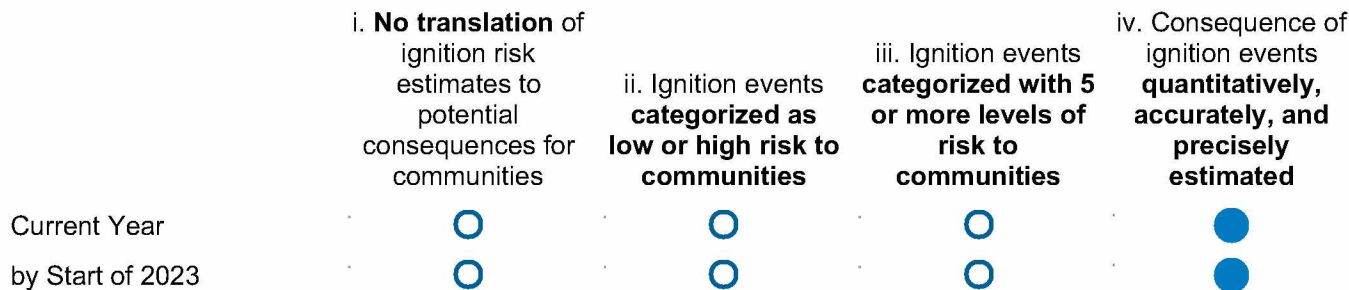 i. No translation of
ignition risk
estimates to
potential
consequences for
communities
ii. Ignition events
categorized as
low or high risk to
communities
iii. Ignition events
categorized with 5
or more levels of
risk to
communities
iv. Consequence of
ignition events
quantitatively,
accurately, and
precisely
estimated
Current Year
by Start of 2023